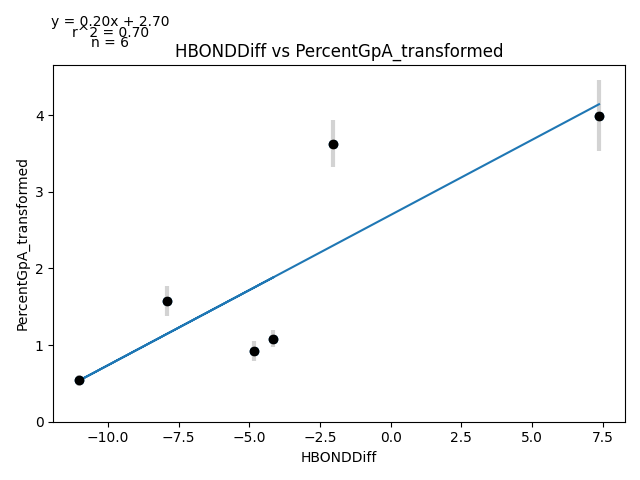 y = 0.20x + 2.70
r^2 = 0.70
n = 6
HBONDDiff vs PercentGpA_transformed
PercentGpA_transformed
4
3
2
1
0
−10.0 −7.5 −5.0 −2.5 0.0 2.5 5.0 7.5
HBONDDiff